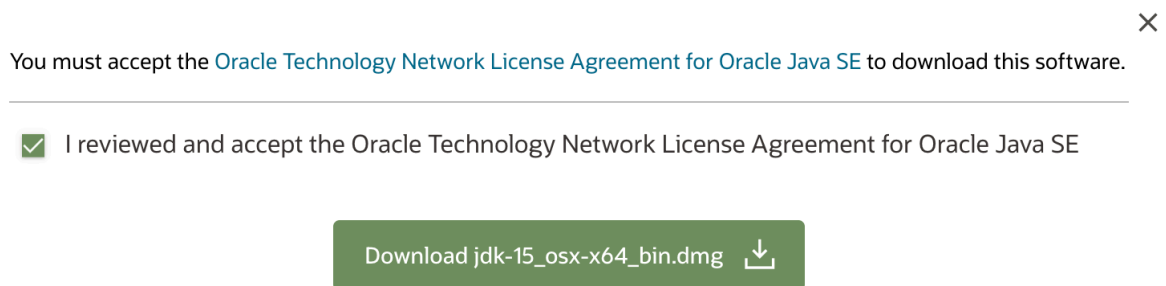 You must accept the Oracle Technology Network License Agreement for Oracle Java SE to download this software.
I reviewed and accept the Oracle Technology Network License Agreement for Oracle Java SE
Download jdk-15_osx-x64_bin.dmg